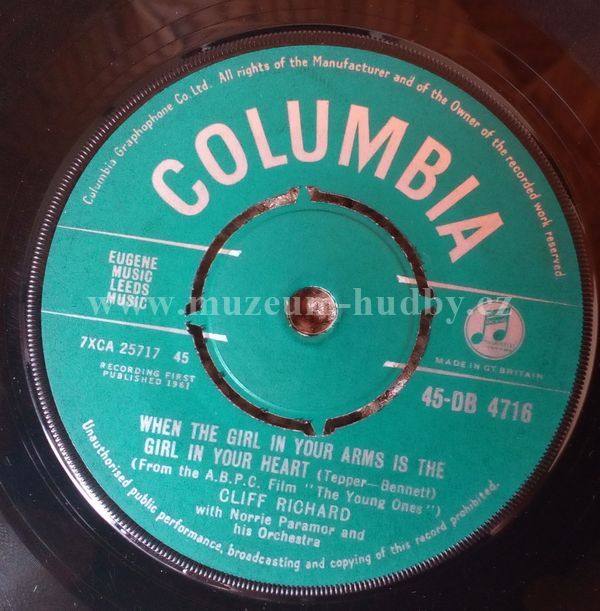 Columbia Graphophone Co. Ltd. All rights of the Manufacturer and of the Owner of the recorded work reserved
COLUMBIA
EUGENE
MUSIC
LEEDS
MUSIC
www.muzeum-hudby.cz
7XCA 25717 45
RECORDING FIRST
PUBLISHED 1961
MADE IN GT BRITAIN
45-DB 4716
WHEN THE GIRL IN YOUR ARMS IS THE
GIRL IN YOUR HEART (Tepper—Bennett)
(From the A.B.P.C. Film "The Young Ones")
CLIFF RICHARD
with Norrie Paramor and
his Orchestra
Unauthorised public performance, broadcasting and copying of this record prohibited.